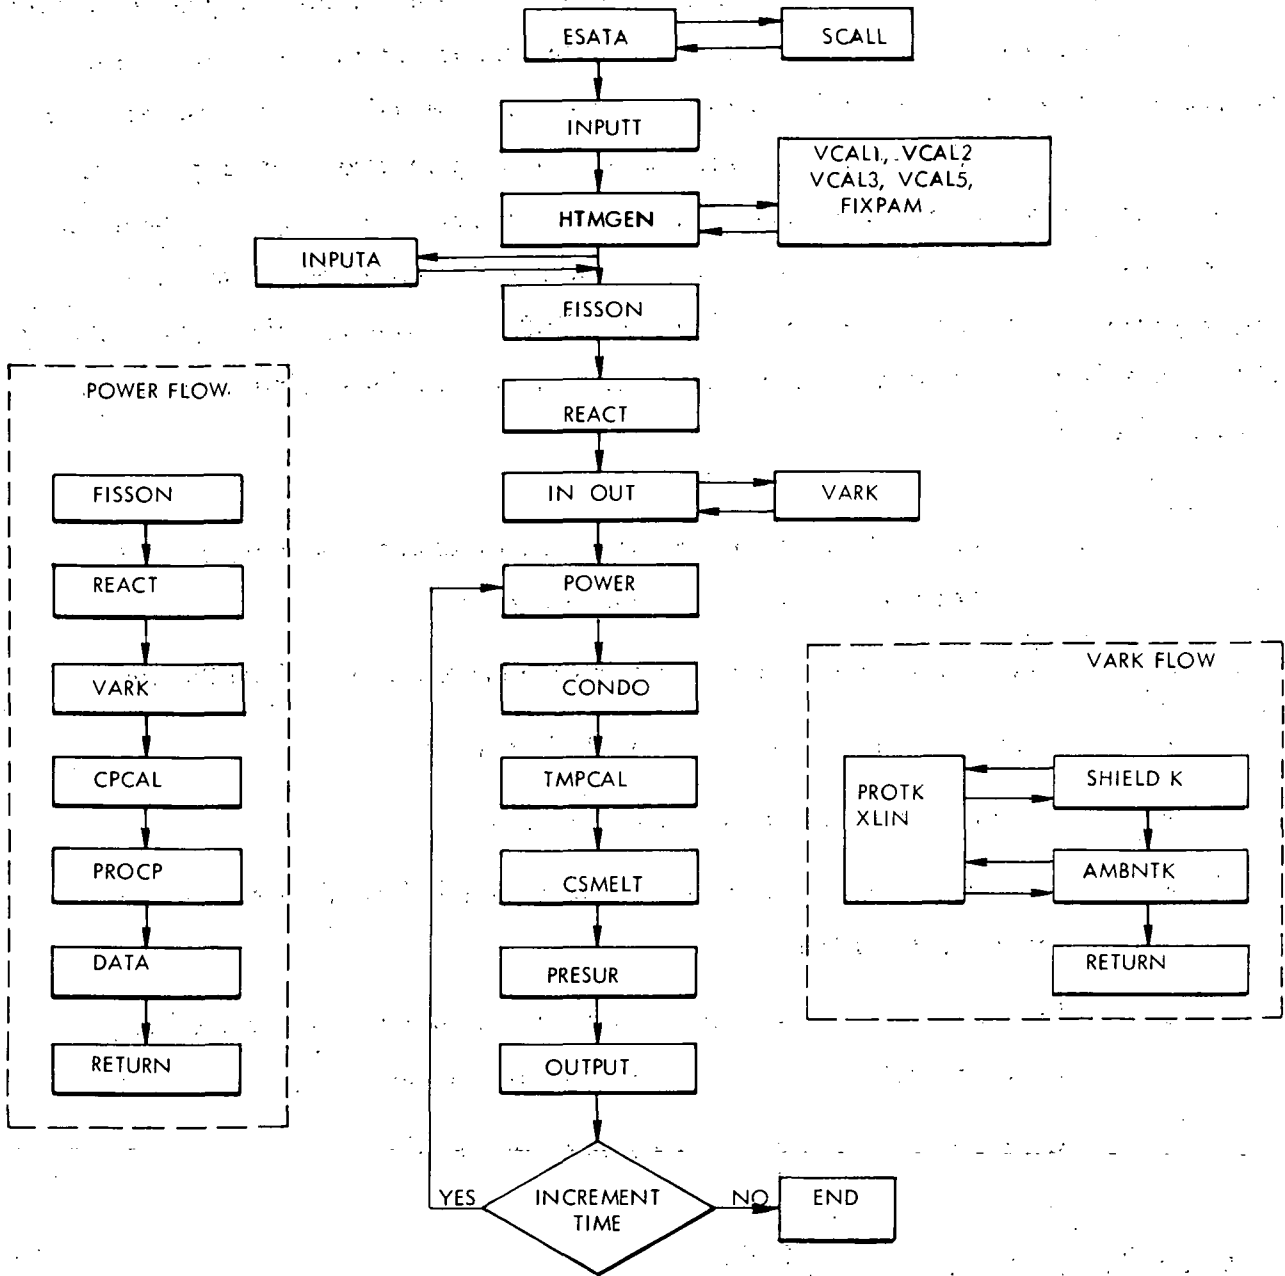 ESATA
SCALL
INPUTT
VCAL1, VCAL2
VCAL3, VCAL5,
FIXPAM
HTMGEN
INPUTA
FISSON
REACT
IN OUT
VARK
POWER
CONDO
TMPCAL
CSMELT
PRESUR
OUTPUT
YES
INCREMENT
TIME
NO
END
POWER FLOW
FISSON
REACT
VARK
CPCAL
PROCP
DATA
RETURN
VARK FLOW
PROTK
XLIN
SHIELD K
AMBNTK
RETURN